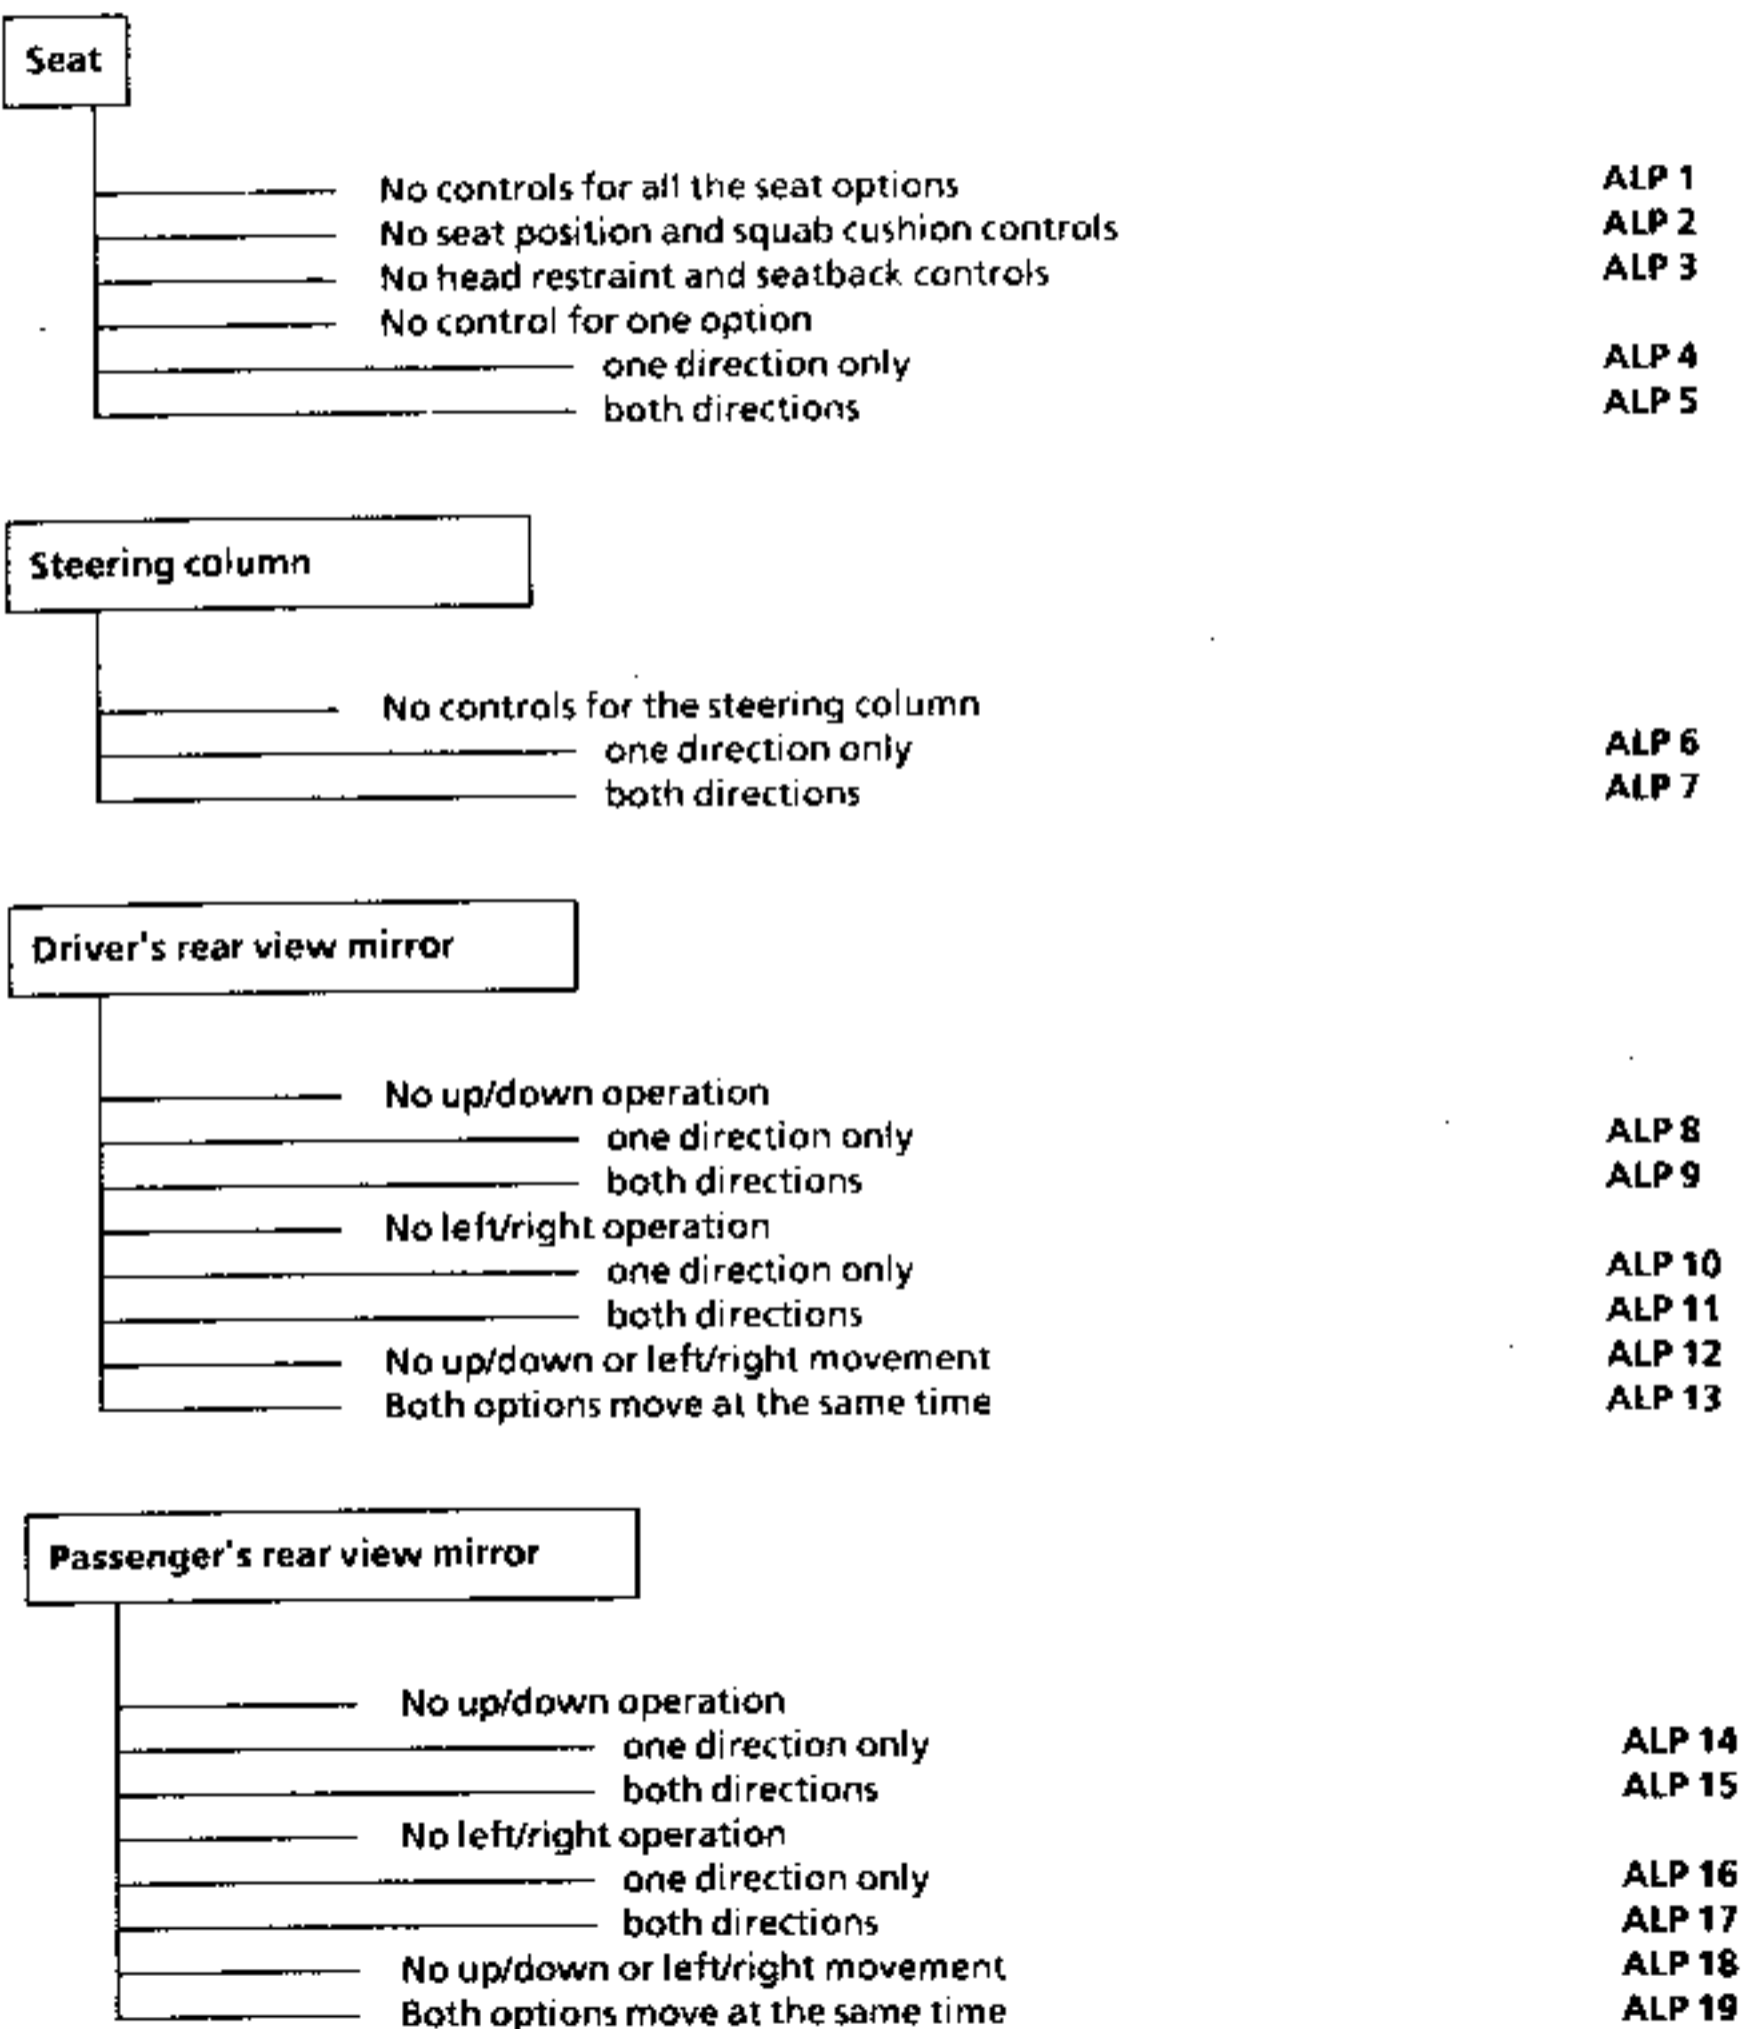 Seat
No controls for all the seat options ALP 1
No seat position and squab cushion controls ALP 2
No head restraint and seatback controls ALP 3
No control for one option
one direction only ALP 4
both directions ALP 5
Steering column
No controls for the steering column
one direction only ALP 6
both directions ALP 7
Driver's rear view mirror
No up/down operation
one direction only ALP 8
both directions ALP 9
No left/right operation
one direction only ALP 10
both directions ALP 11
No up/down or left/right movement ALP 12
Both options move at the same time ALP 13
Passenger's rear view mirror
No up/down operation
one direction only ALP 14
both directions ALP 15
No left/right operation
one direction only ALP 16
both directions ALP 17
No up/down or left/right movement ALP 18
Both options move at the same time ALP 19